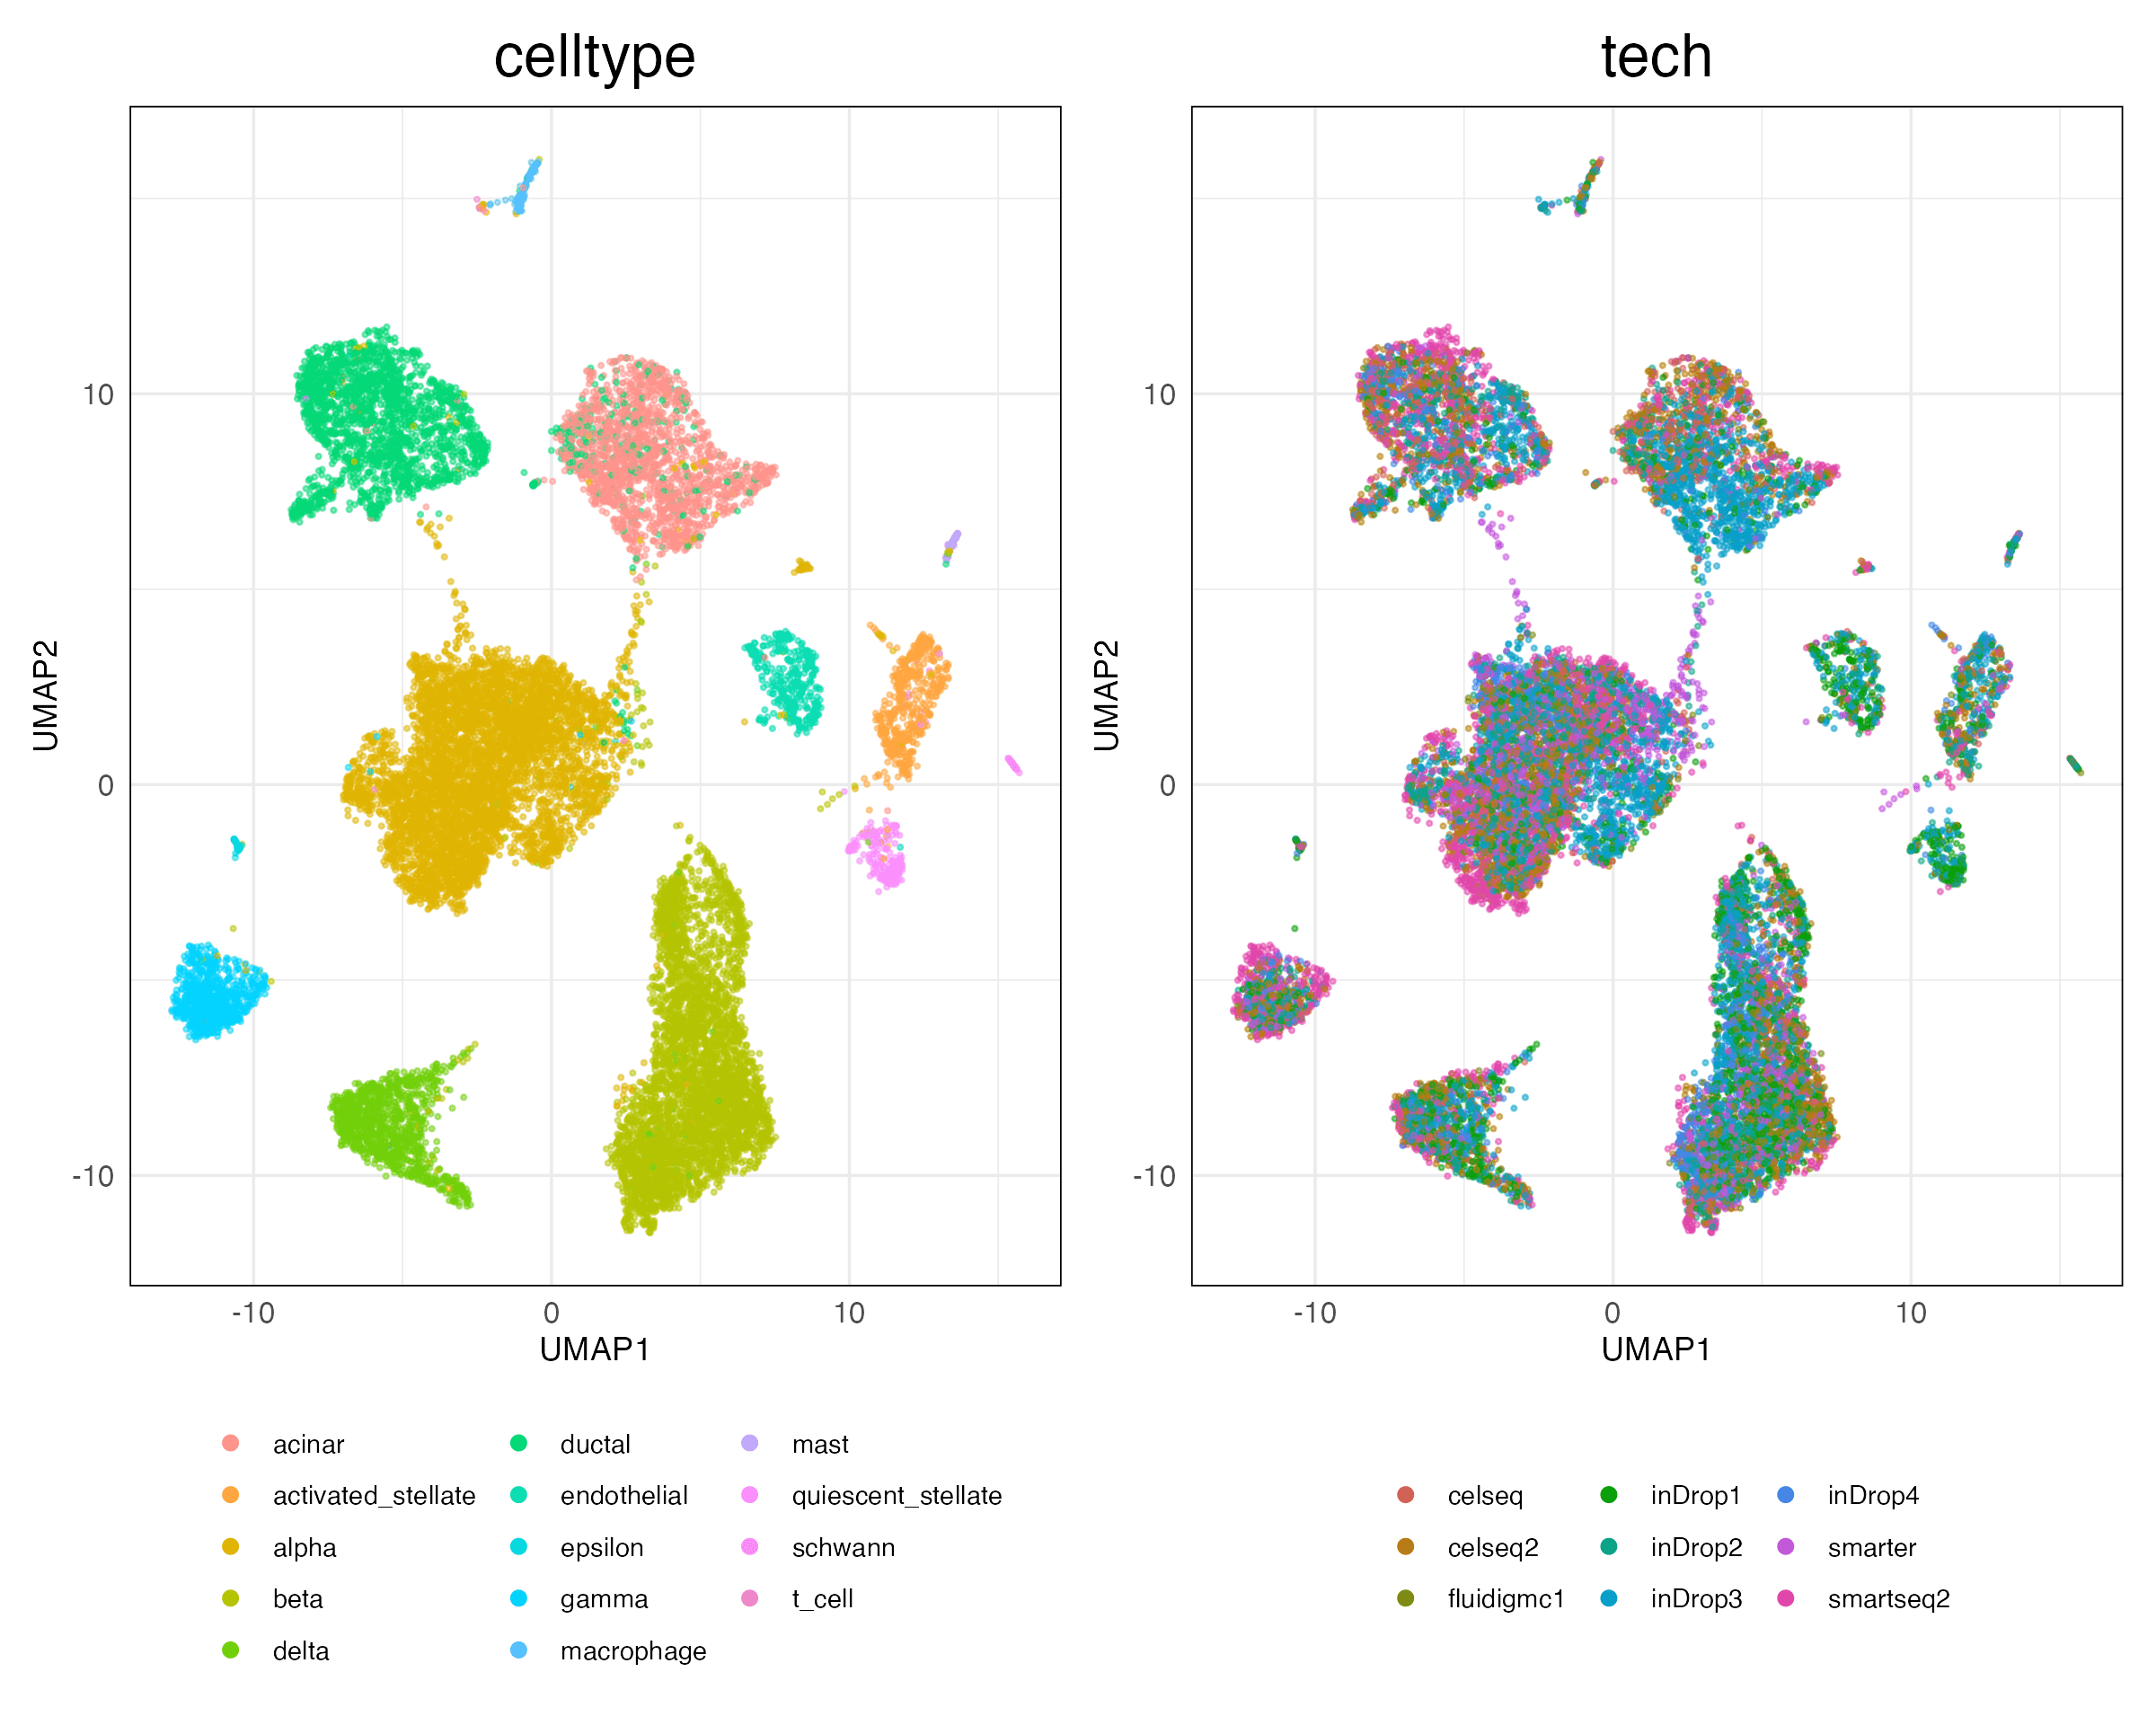 celltype
tech
10
0
-10
UMAP2
-10
0
10
UMAP1
10
0
-10
UMAP2
-10
0
10
UMAP1
acinar
activated_stellate
alpha
beta
delta
ductal
endothelial
epsilon
gamma
macrophage
mast
quiescent_stellate
schwann
t_cell
celseq
celseq2
fluidigmc1
inDrop1
inDrop2
inDrop3
inDrop4
smarter
smartseq2